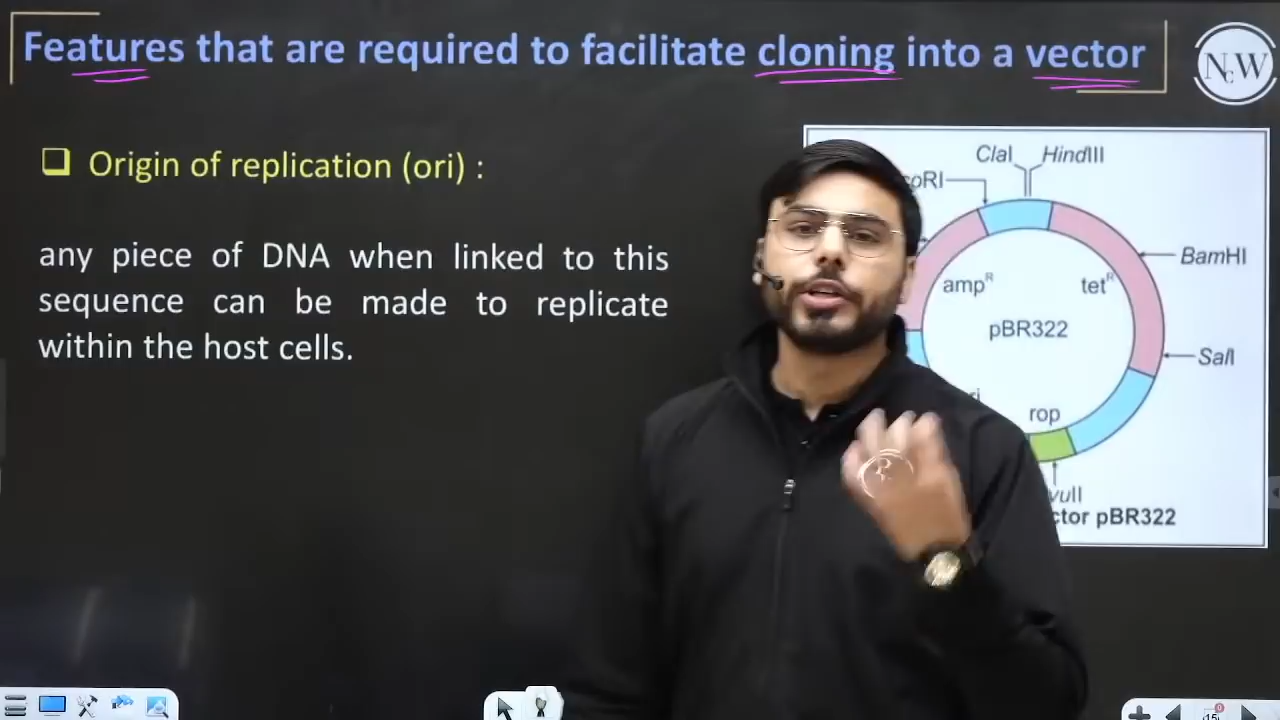 Features that are required to facilitate cloning into a vector
NcW
❑ Origin of replication (ori) :
any piece of DNA when linked to this
sequence can be made to replicate
within the host cells.
ClaI HindIII
BamHI
ampR tetR
pBR322
SalI
rop
pBR322